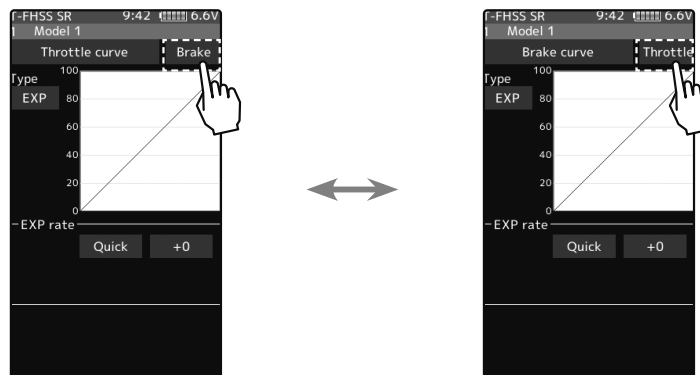 T-FHSS SR 9:42 6.6V
1 Model 1
Throttle curve Brake
Type
EXP
100
80
60
40
20
0
EXP rate
Quick +0
T-FHSS SR 9:42 6.6V
1 Model 1
Brake curve Throttle
Type
EXP
100
80
60
40
20
0
EXP rate
Quick +0